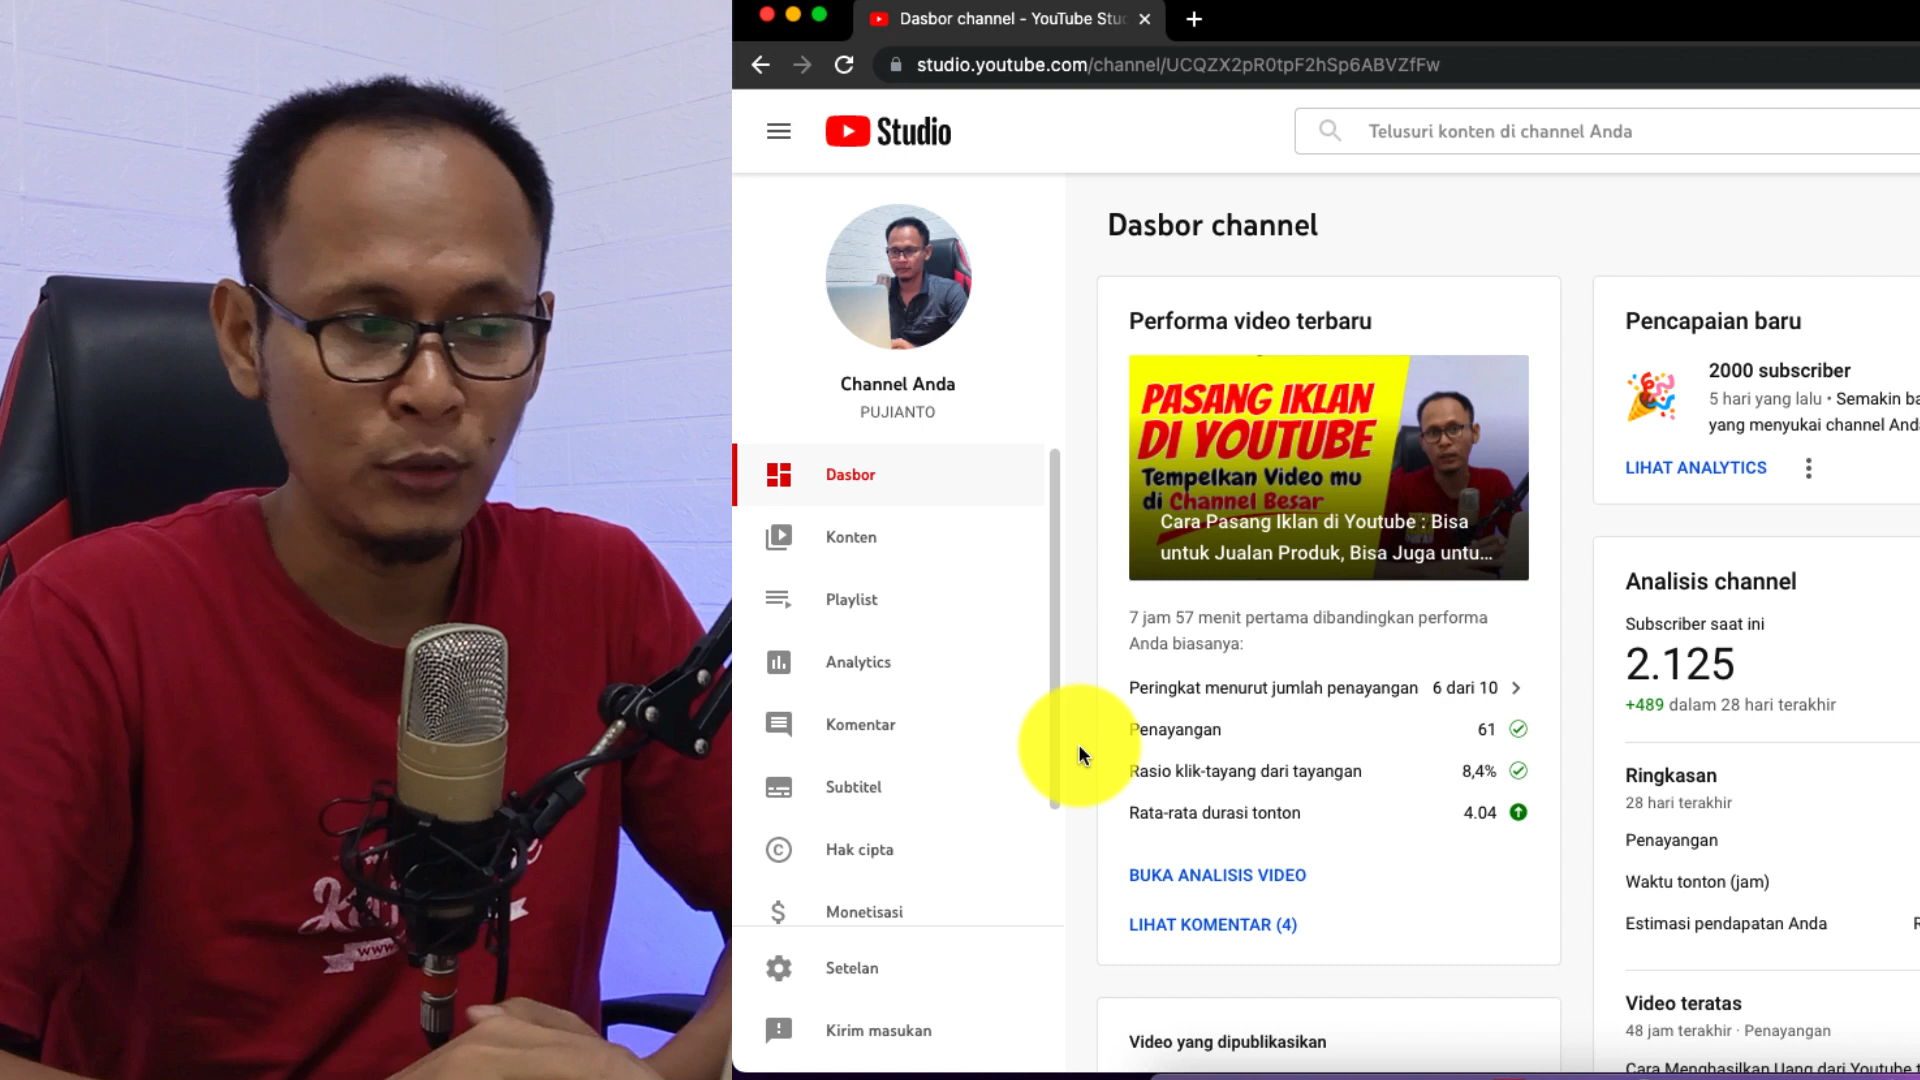 Dasbor channel - YouTube Stu
studio.youtube.com/channel/UCQZX2pR0tpF2hSp6ABVZfFw
Studio
Telusuri konten di channel Anda
Channel Anda
PUJIANTO
Dasbor
Konten
Playlist
Analytics
Komentar
Subtitel
Hak cipta
Monetisasi
Setelan
Kirim masukan
Dasbor channel
Performa video terbaru
PASANG IKLAN
DI YOUTUBE
Tempelkan Video mu
di Channel Besar
Cara Pasang Iklan di Youtube : Bisa
untuk Jualan Produk, Bisa Juga untu...
7 jam 57 menit pertama dibandingkan performa
Anda biasanya:
Peringkat menurut jumlah penayangan 6 dari 10
Penayangan 61
Rasio klik-tayang dari tayangan 8,4%
Rata-rata durasi tonton 4.04
BUKA ANALISIS VIDEO
LIHAT KOMENTAR (4)
Video yang dipublikasikan
Pencapaian baru
2000 subscriber
5 hari yang lalu • Semakin ba
yang menyukai channel And
LIHAT ANALYTICS
Analisis channel
Subscriber saat ini
2.125
+489 dalam 28 hari terakhir
Ringkasan
28 hari terakhir
Penayangan
Waktu tonton (jam)
Estimasi pendapatan Anda
Video teratas
48 jam terakhir · Penayangan
Cara Menghasilkan Uang dari Youtube